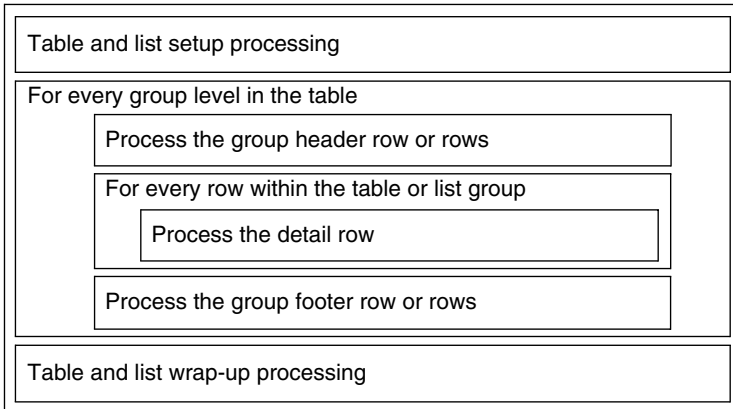 Table and list setup processing
For every group level in the table
Process the group header row or rows
For every row within the table or list group
Process the detail row
Process the group footer row or rows
Table and list wrap-up processing